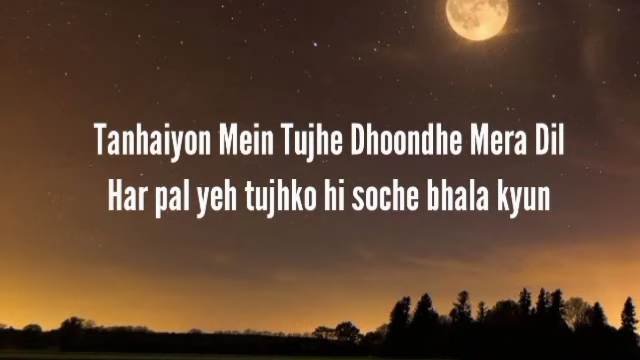 Tanhaiyon Mein Tujhe Dhoondhe Mera Dil
Har pal yeh tujhko hi soche bhala kyun